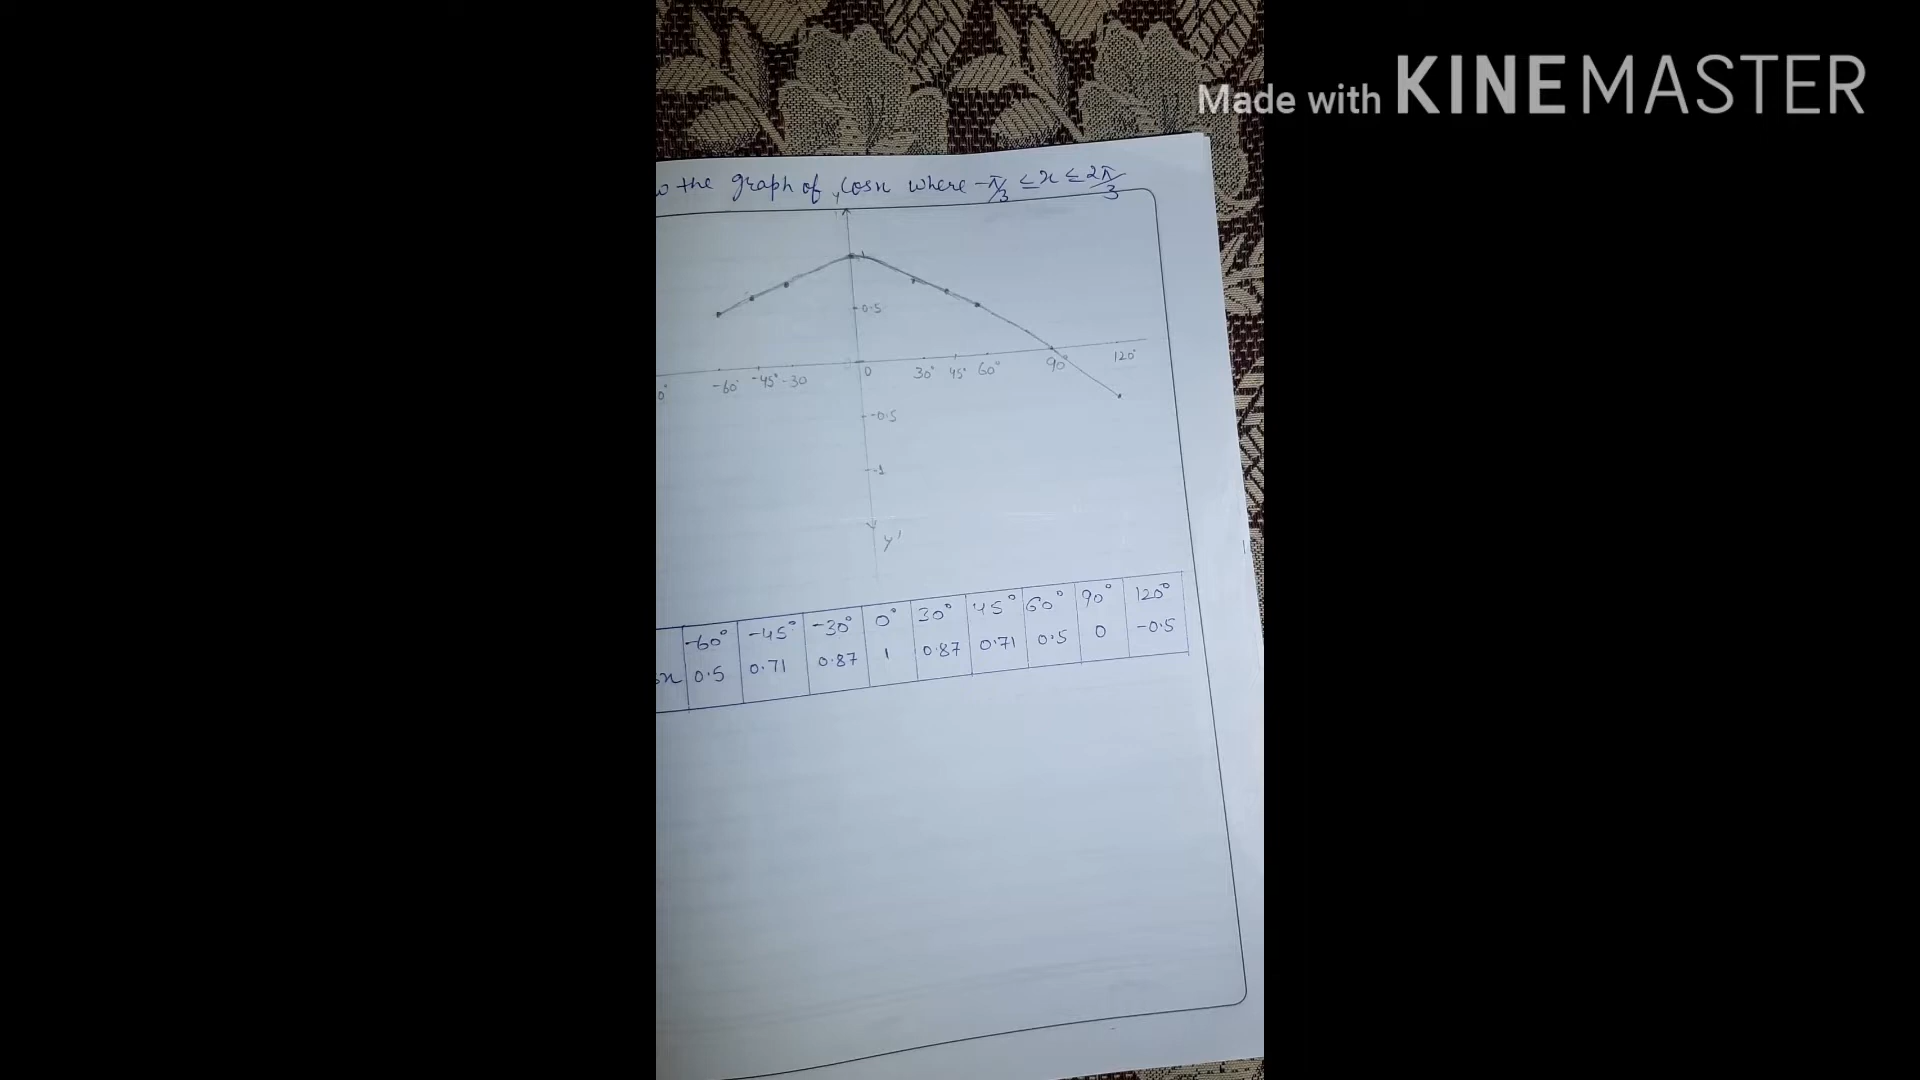 Made with KINEMASTER
the graph of cosx where -π/3 ≤ x ≤ 2π/3
1
0.5
-60° -45° -30 0 30° 45° 60° 90° 120°
-0.5
-1
y'
-60° -45° -30° 0° 30° 45° 60° 90° 120°
0.5 0.71 0.87 1 0.87 0.71 0.5 0 -0.5